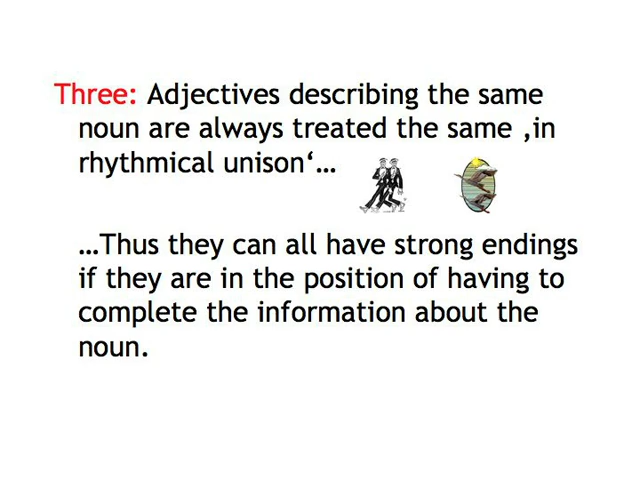 Three: Adjectives describing the same
noun are always treated the same ‚in
rhythmical unison‘…
…Thus they can all have strong endings
if they are in the position of having to
complete the information about the
noun.